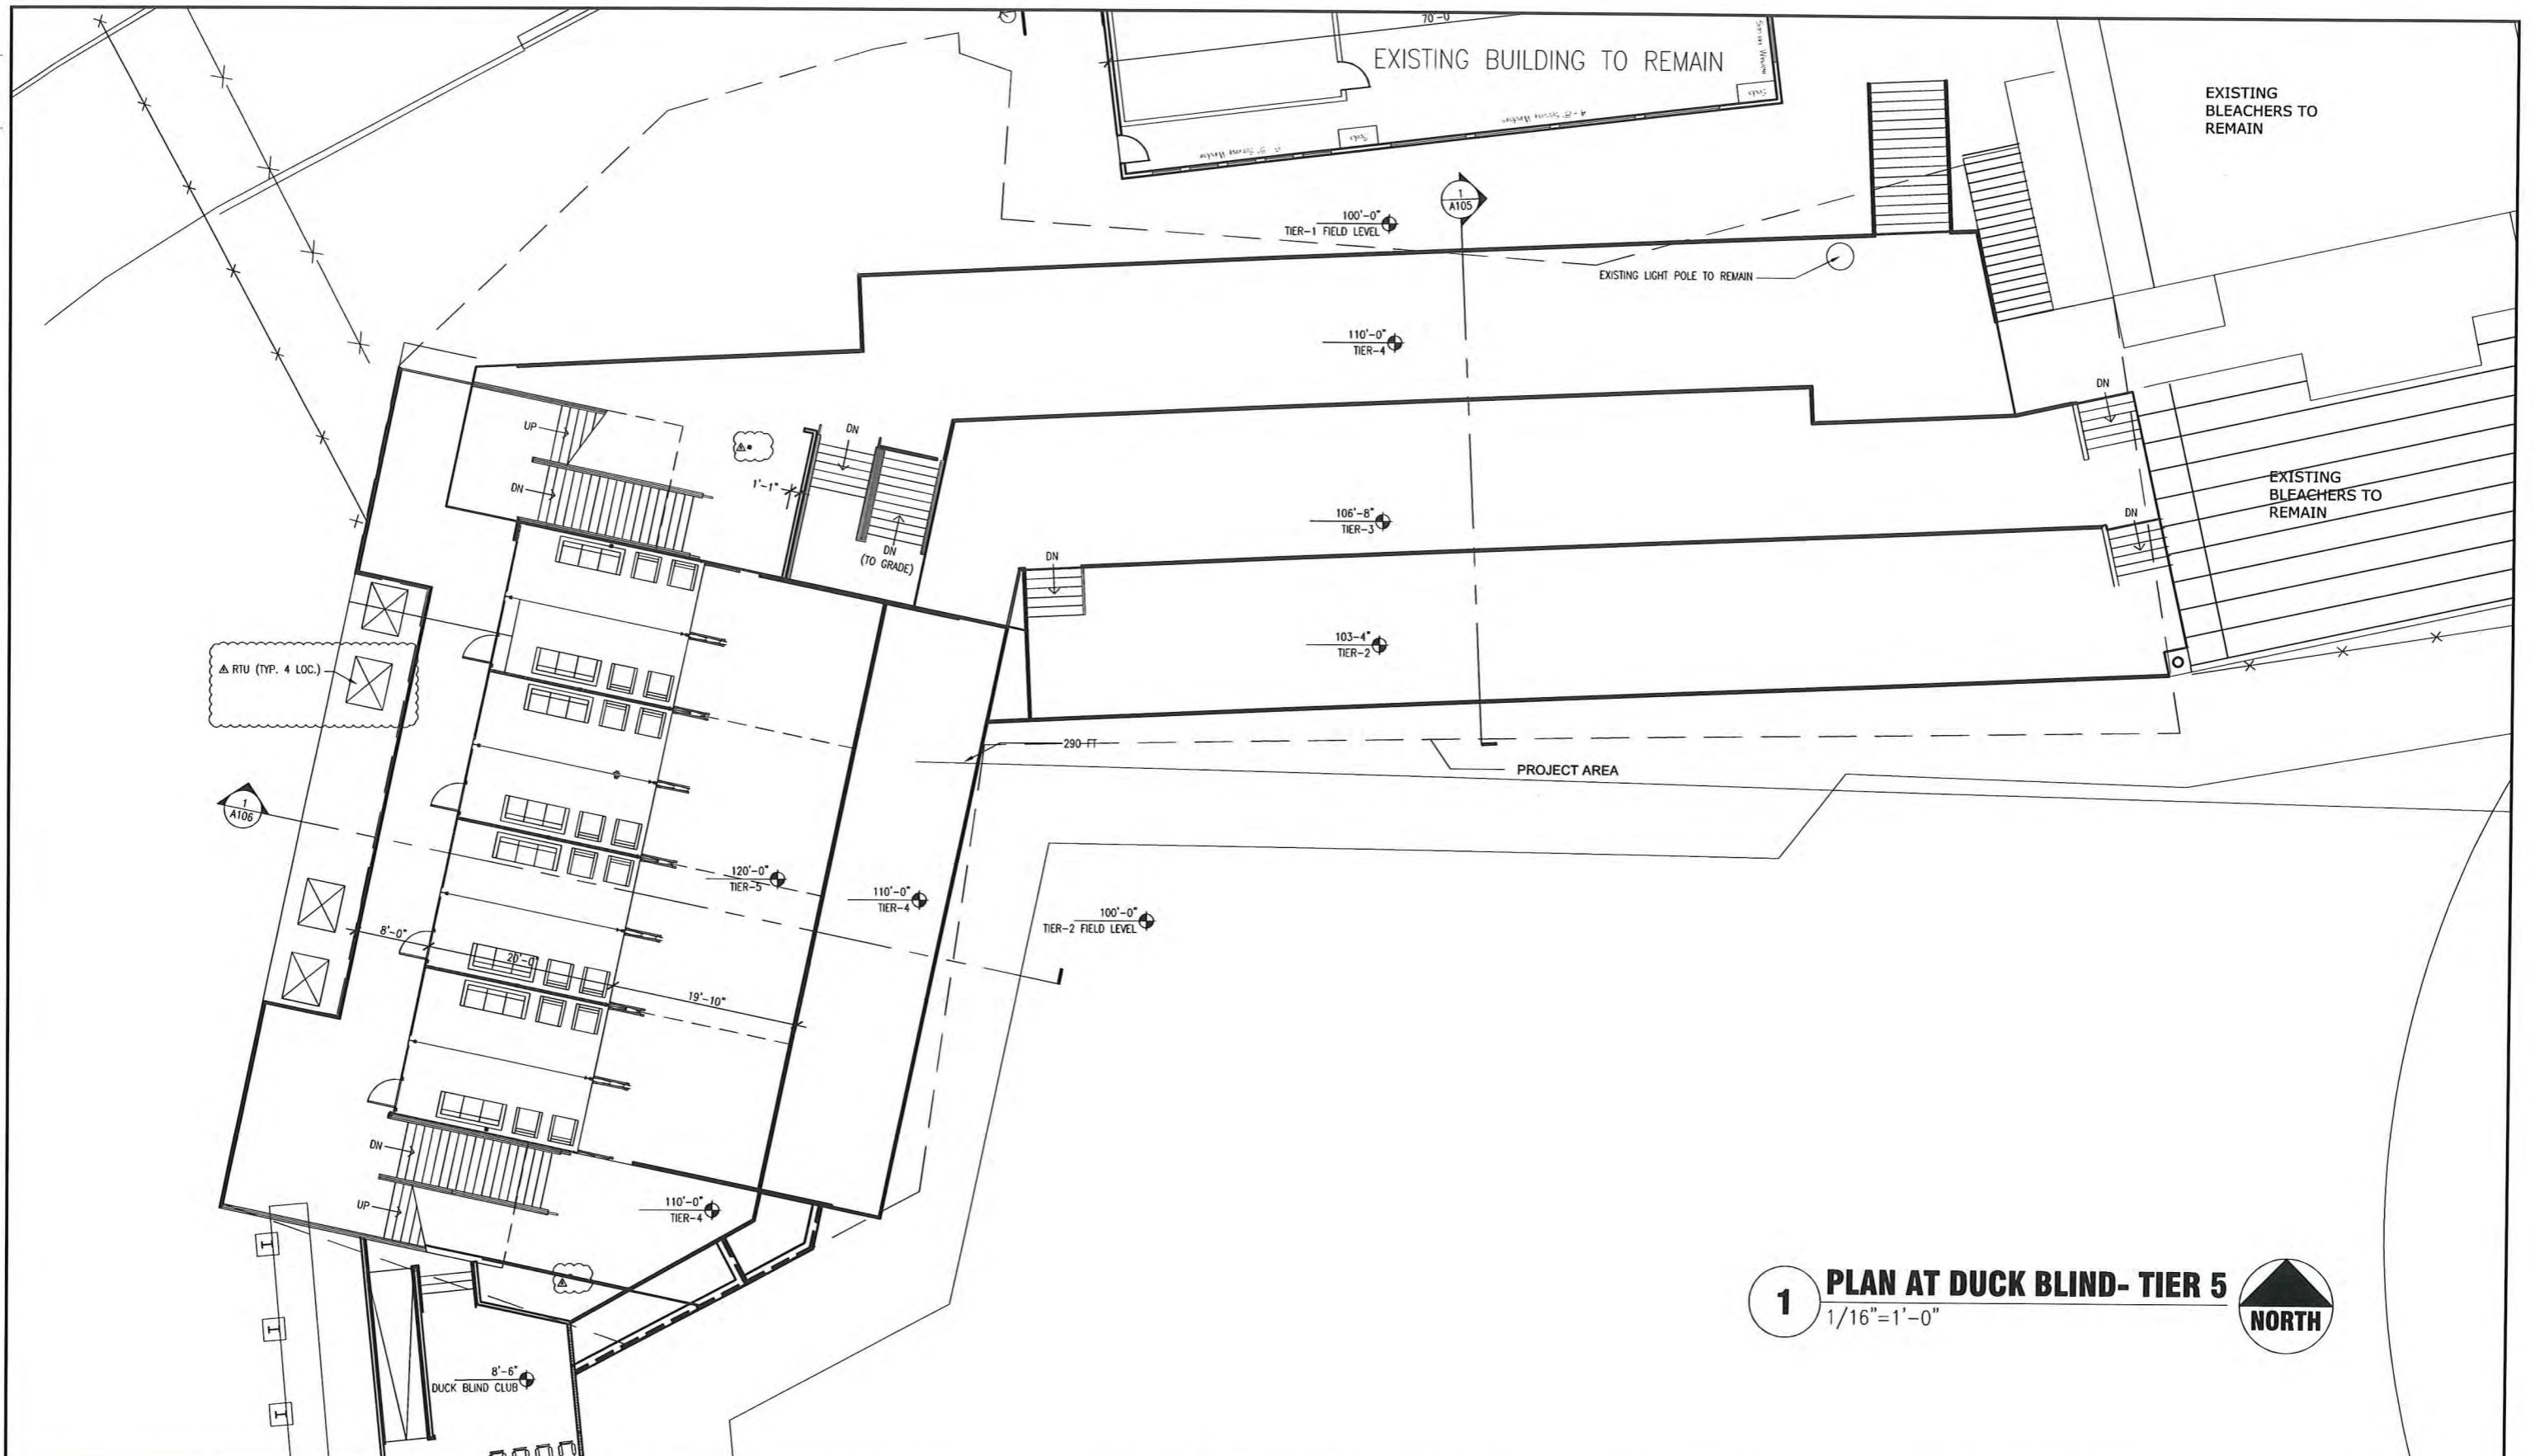 70'-0
EXISTING BUILDING TO REMAIN
Sinks
Sinks
EXISTING
BLEACHERS TO
REMAIN
1
A105
100'-0"
TIER-1 FIELD LEVEL
EXISTING LIGHT POLE TO REMAIN
110'-0"
TIER-4
DN
UP
DN
DN
1'-1"
DN
(TO GRADE)
106'-8"
TIER-3
EXISTING
BLEACHERS TO
REMAIN
DN
DN
103-4"
TIER-2
RTU (TYP. 4 LOC.)
290 FT
PROJECT AREA
1
A106
120'-0"
TIER-5
110'-0"
TIER-4
100'-0"
TIER-2 FIELD LEVEL
8'-0"
20'-0"
19'-10"
DN
UP
110'-0"
TIER-4
8'-6"
DUCK BLIND CLUB
1
PLAN AT DUCK BLIND- TIER 5
1/16"=1'-0"
NORTH